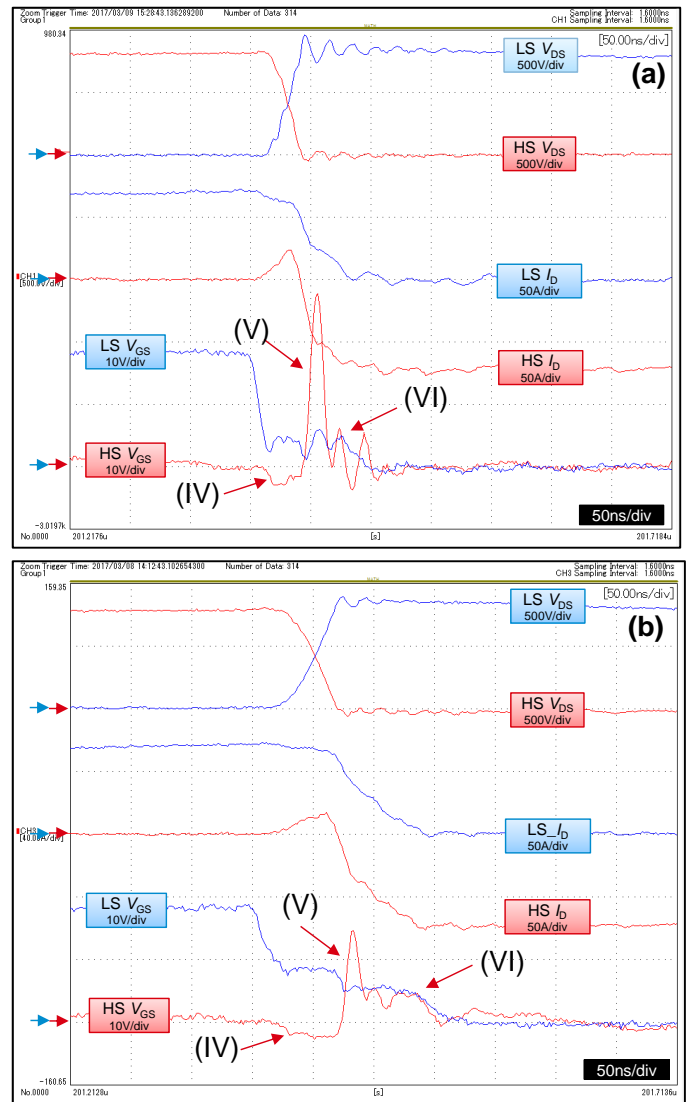 Zoom Trigger Time: 2017/03/09 15:28:43.136289200 Number of Data: 314 Sampling Interval: 1.6000ns
Group1 CH1 Sampling Interval: 1.6000ns
MATH
980.34 [50.00ns/div]
LS VDS
500V/div
(a)
HS VDS
500V/div
CH1
LS ID
50A/div
(V)
LS VGS
10V/div
HS ID
50A/div
(VI)
HS VGS
10V/div
(IV)
50ns/div
-3.0197k
No.0000 201.2176u [s] 201.7184u
Zoom Trigger Time: 2017/03/08 14:12:43.102654300 Number of Data: 314 Sampling Interval: 1.6000ns
Group1 CH3 Sampling Interval: 1.6000ns
MATH
159.35 [50.00ns/div]
LS VDS
500V/div
(b)
HS VDS
500V/div
CH3
LS_ID
50A/div
LS VGS
10V/div
(V)
HS ID
50A/div
(VI)
HS VGS
10V/div
(IV)
50ns/div
-160.65
No.0000 201.2128u [s] 201.7136u